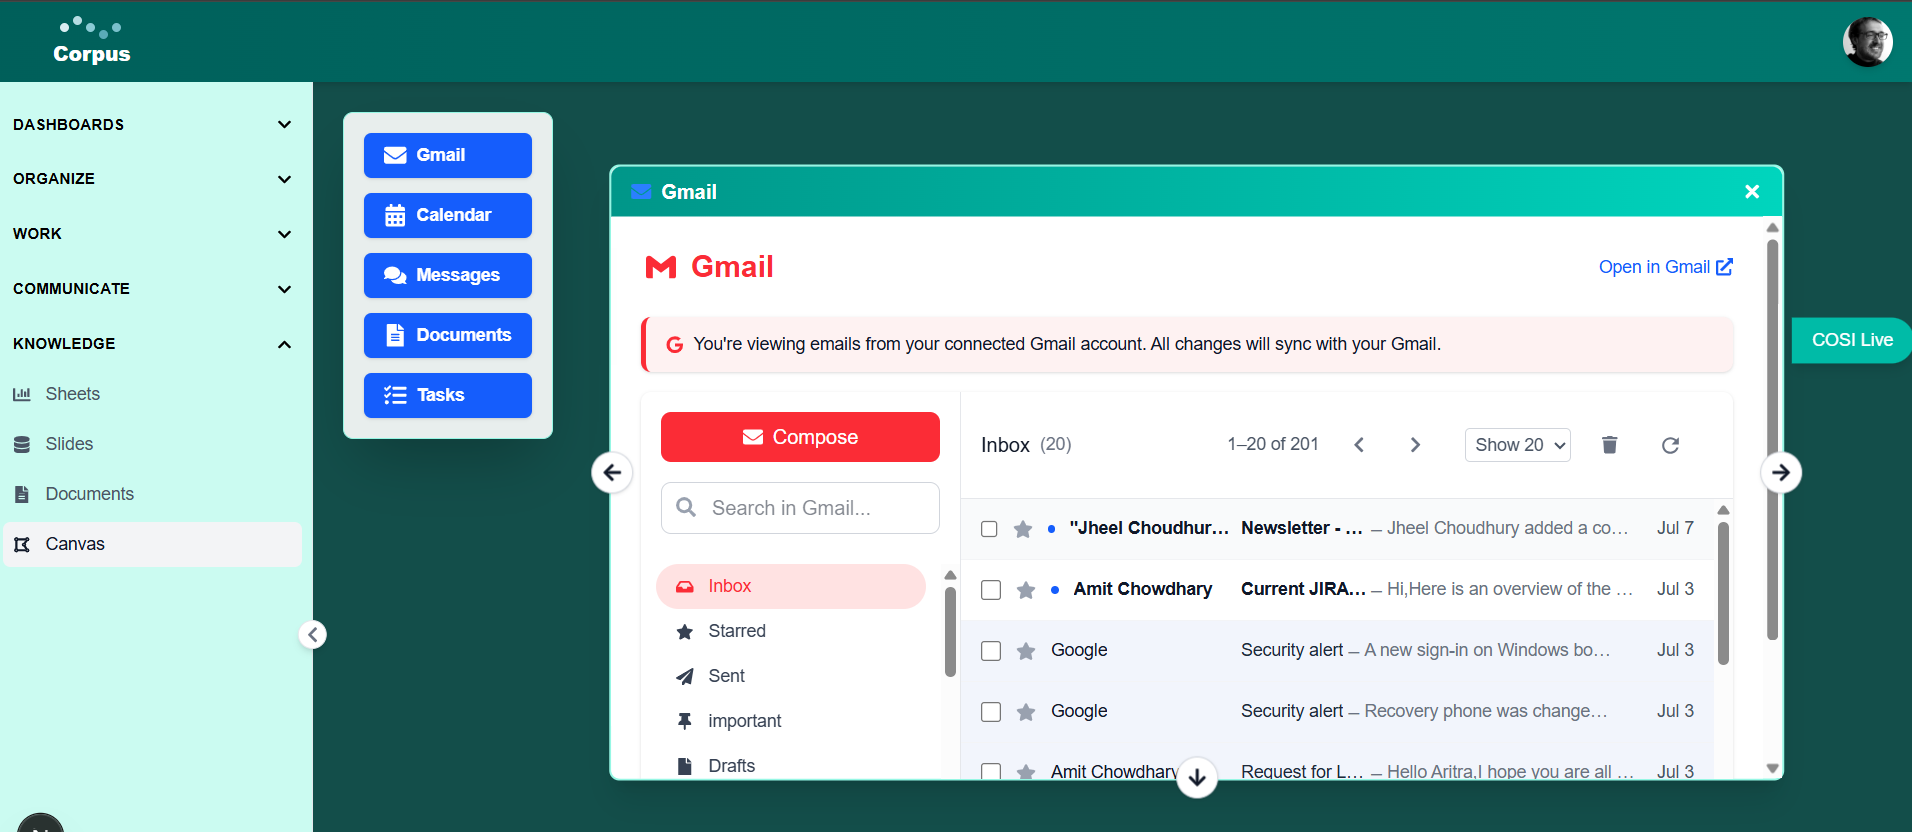 Corpus
DASHBOARDS
ORGANIZE
WORK
COMMUNICATE
KNOWLEDGE
Sheets
Slides
Documents
Canvas
Gmail
Calendar
Messages
Documents
Tasks
Gmail
Gmail
Open in Gmail
You're viewing emails from your connected Gmail account. All changes will sync with your Gmail.
Compose
Search in Gmail...
Inbox
Starred
Sent
important
Drafts
Inbox (20) 1–20 of 201 Show 20
"Jheel Choudhur... Newsletter - ... – Jheel Choudhury added a co... Jul 7
Amit Chowdhary Current JIRA... – Hi,Here is an overview of the ... Jul 3
Google Security alert – A new sign-in on Windows bo... Jul 3
Google Security alert – Recovery phone was change... Jul 3
Amit Chowdhary Request for L... – Hello Aritra,I hope you are all ... Jul 3
COSI Live